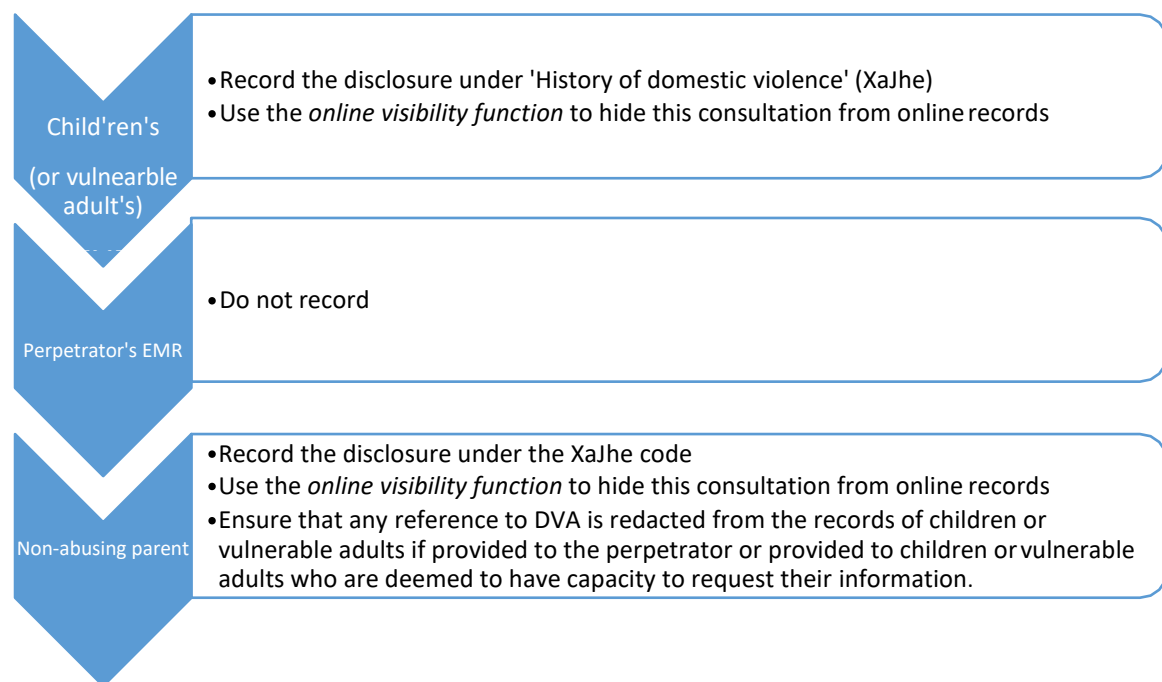 Child'ren's
(or vulnearble
adult's)
•Record the disclosure under 'History of domestic violence' (XaJhe)
•Use the online visibility function to hide this consultation from online records
Perpetrator's EMR
•Do not record
Non-abusing parent
•Record the disclosure under the XaJhe code
•Use the online visibility function to hide this consultation from online records
•Ensure that any reference to DVA is redacted from the records of children or
vulnerable adults if provided to the perpetrator or provided to children or vulnerable
adults who are deemed to have capacity to request their information.